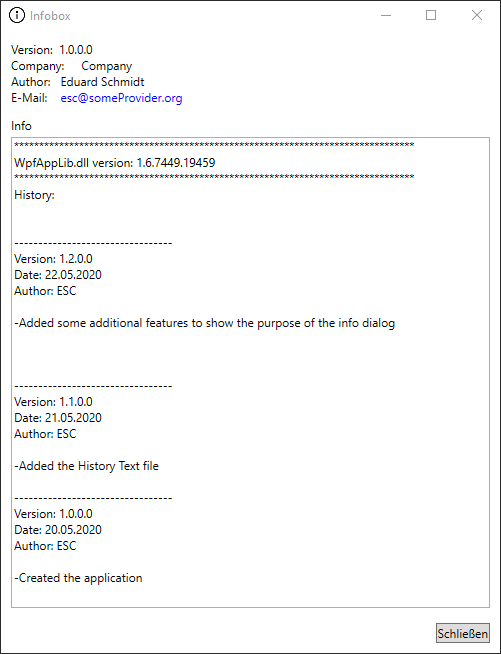 Infobox
Version: 1.0.0.0
Company: Company
Author: Eduard Schmidt
E-Mail: esc@someProvider.org
Info
********************************************************************************
WpfAppLib.dll version: 1.6.7449.19459
********************************************************************************
History:
--------------------------------
Version: 1.2.0.0
Date: 22.05.2020
Author: ESC
-Added some additional features to show the purpose of the info dialog
--------------------------------
Version: 1.1.0.0
Date: 21.05.2020
Author: ESC
-Added the History Text file
--------------------------------
Version: 1.0.0.0
Date: 20.05.2020
Author: ESC
-Created the application
Schließen